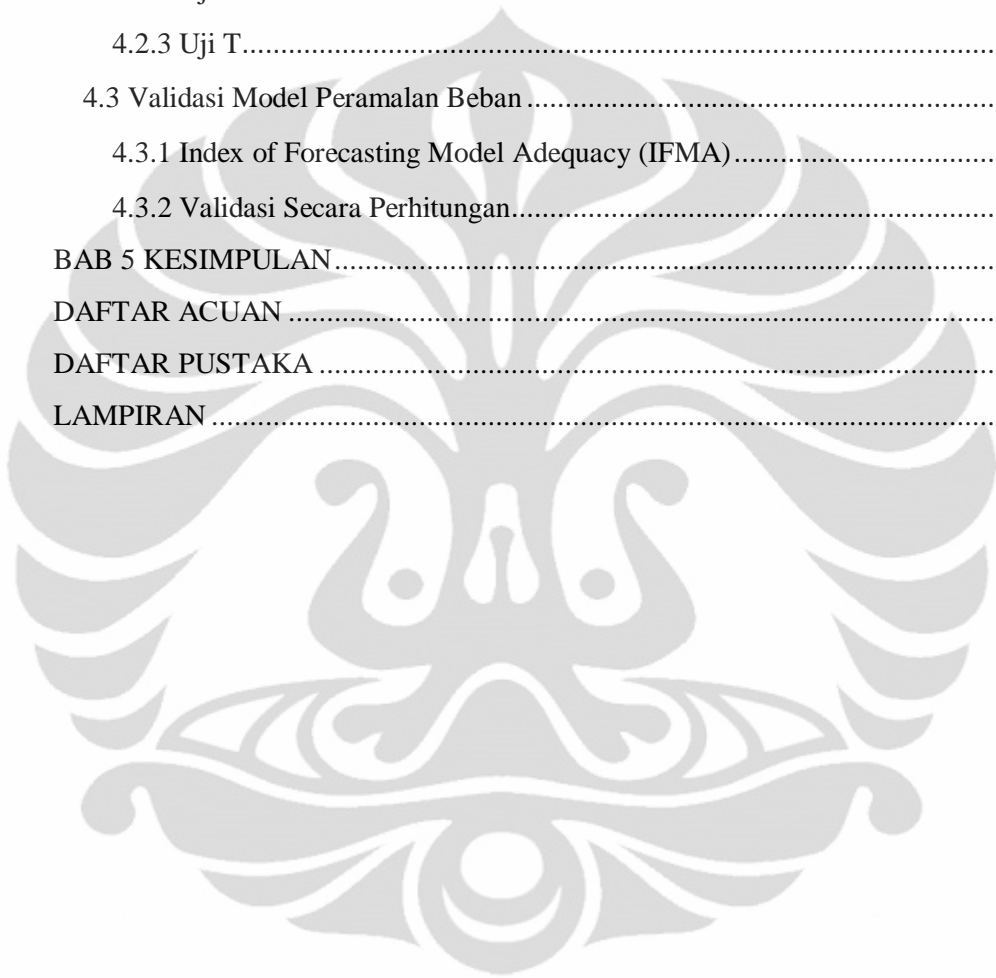 4.2.3 Uji T..........................................................................................
4.3 Validasi Model Peramalan Beban..........................................................
4.3.1 Index of Forecasting Model Adequacy (IFMA)................................
4.3.2 Validasi Secara Perhitungan............................................................
BAB 5 KESIMPULAN..................................................................................
DAFTAR ACUAN........................................................................................
DAFTAR PUSTAKA....................................................................................
LAMPIRAN..................................................................................................